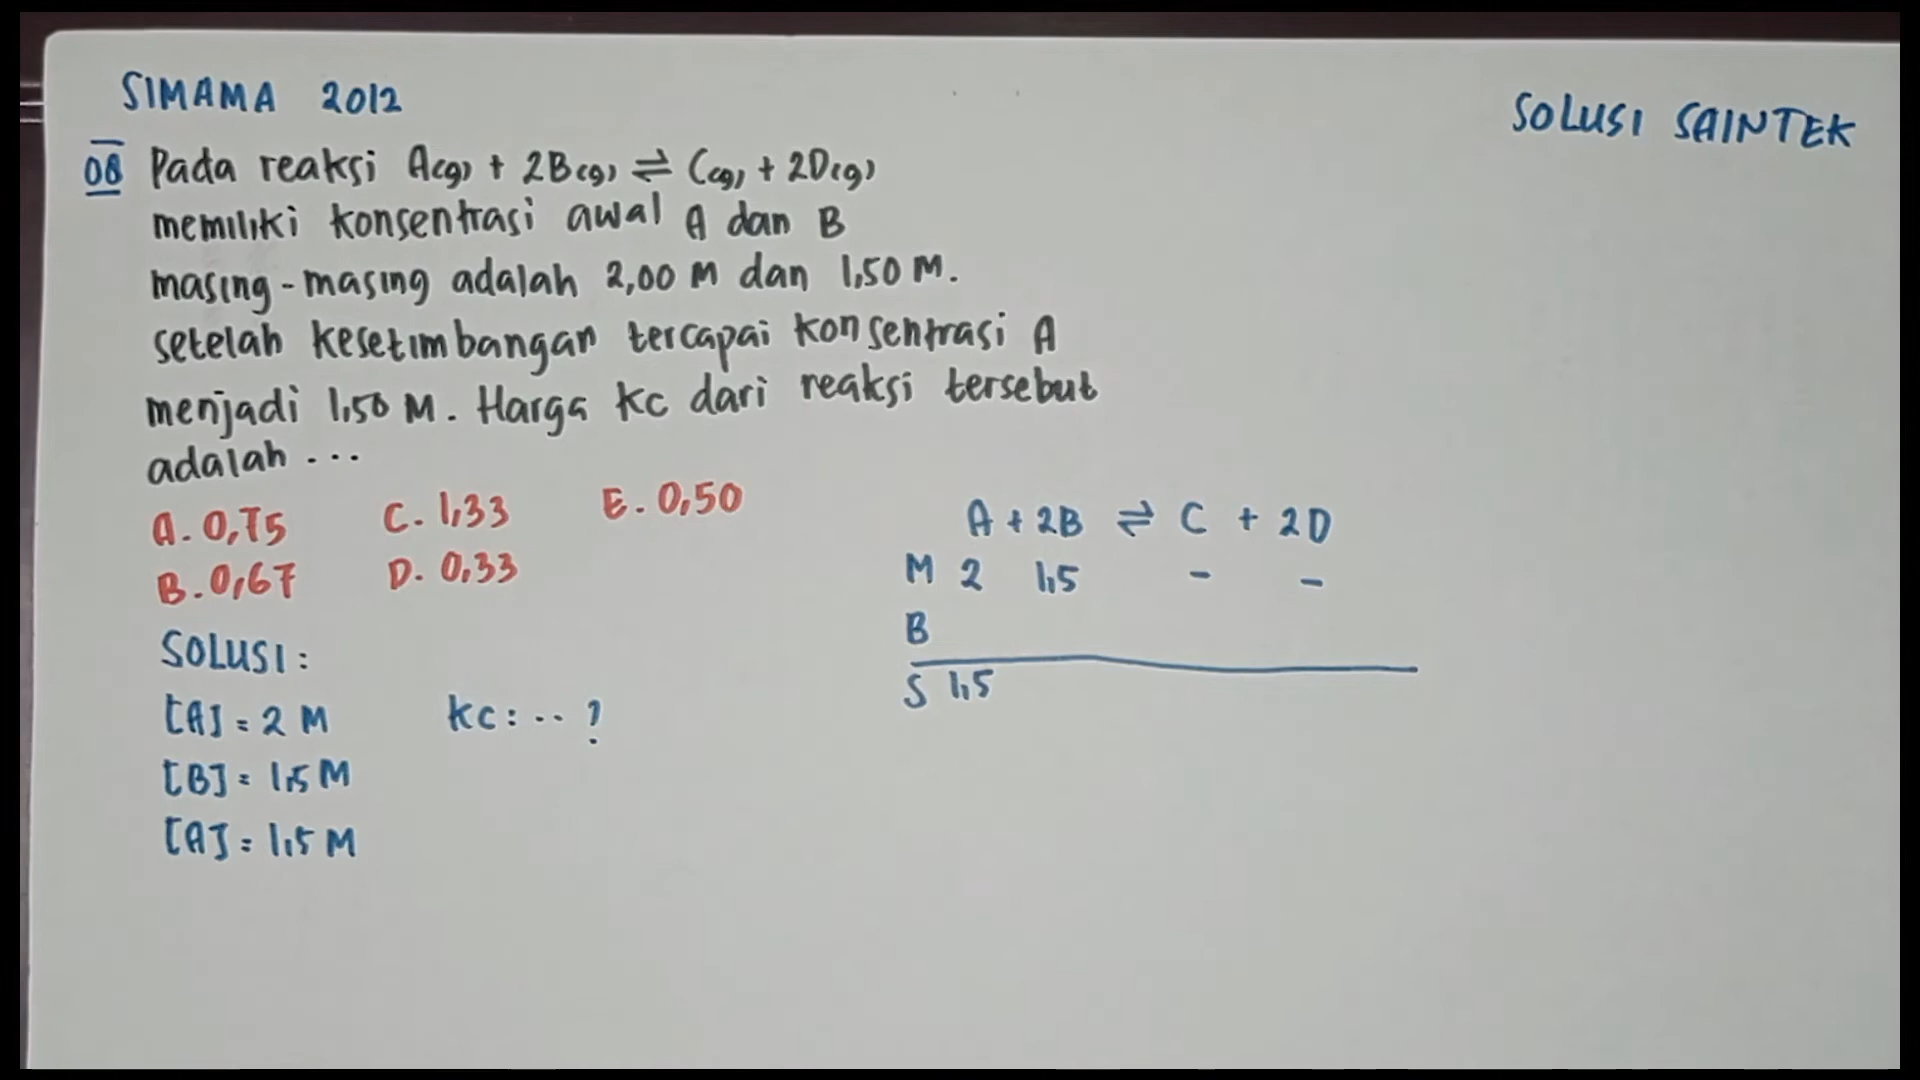 SIMAMA 2012
SOLUSI SAINTEK
08 Pada reaksi A(g) + 2B(g) ⇌ C(g) + 2D(g)
memiliki konsentrasi awal A dan B
masing-masing adalah 2,00 M dan 1,50 M.
setelah kesetimbangan tercapai konsentrasi A
menjadi 1,50 M. Harga Kc dari reaksi tersebut
adalah ...
A. 0,75 C. 1,33 E. 0,50
B. 0,67 D. 0,33
SOLUSI:
[A] = 2 M kc : .. ?
[B] = 1,5 M
[A] = 1,5 M
A + 2B ⇌ C + 2D
M 2 1,5 - -
B
S 1,5